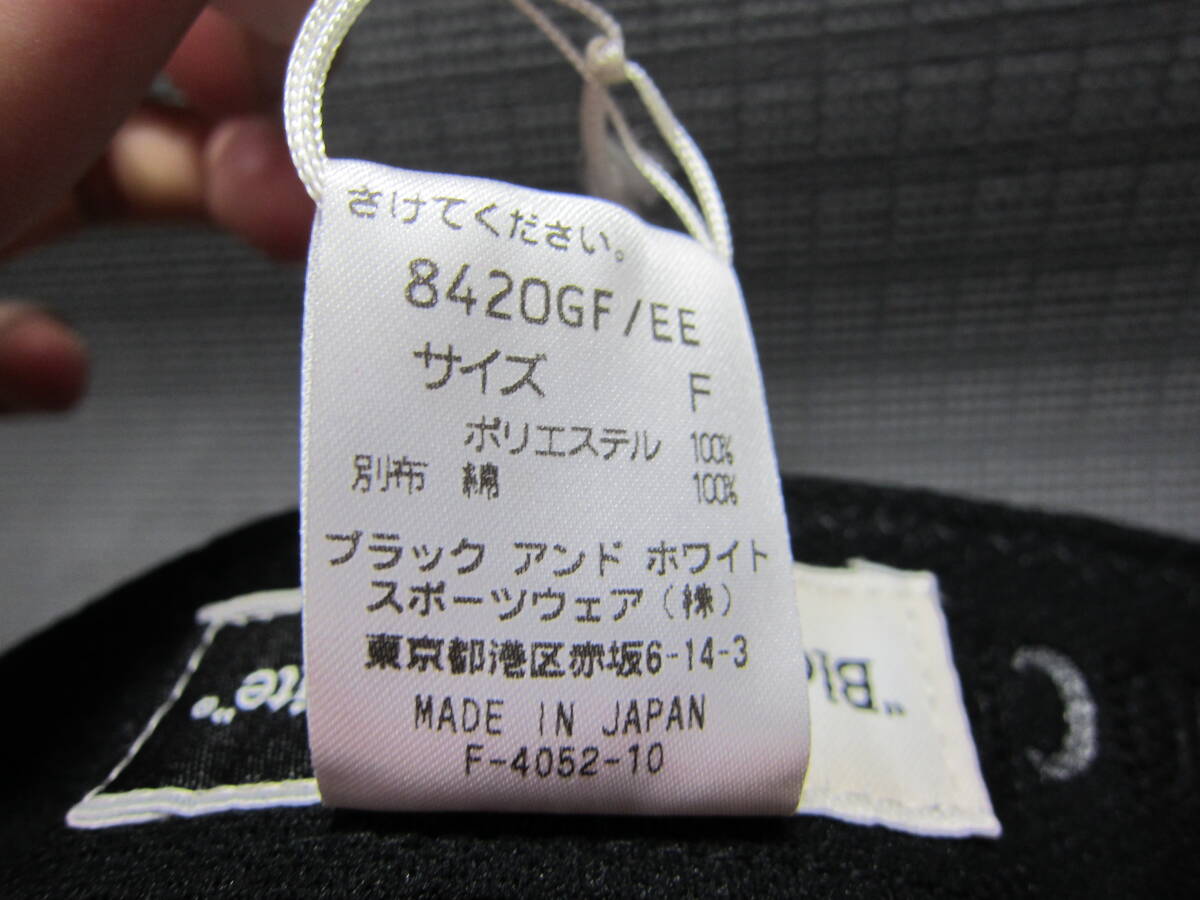 さけてください。
8420GF/EE
サイズ F
ポリエステル 100%
別布 綿 100%
ブラック アンド ホワイト
スポーツウェア(株)
東京都港区赤坂6-14-3
MADE IN JAPAN
F-4052-10